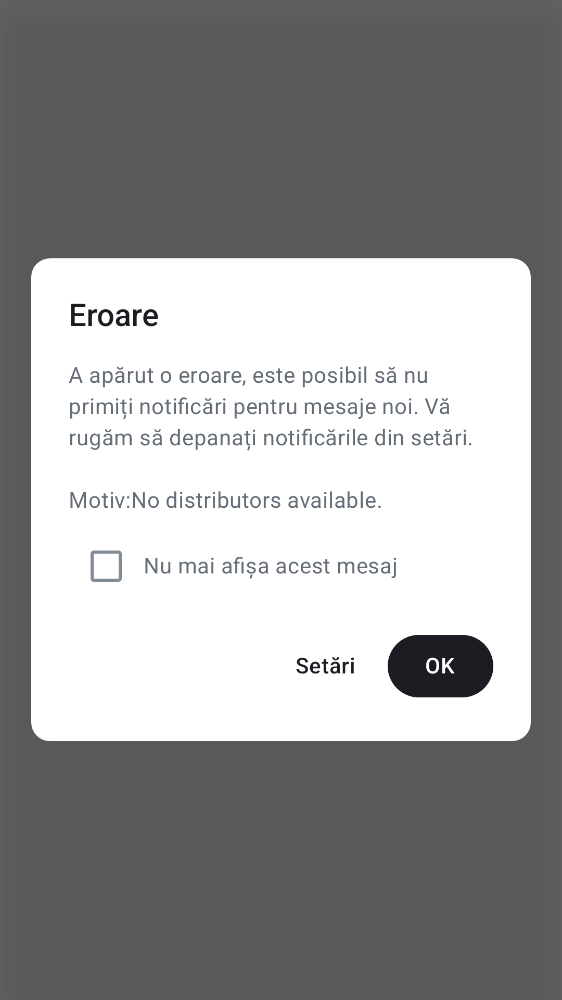 Eroare
A apărut o eroare, este posibil să nu
primiți notificări pentru mesaje noi. Vă
rugăm să depanați notificările din setări.
Motiv:No distributors available.
Nu mai afișa acest mesaj
Setări
OK